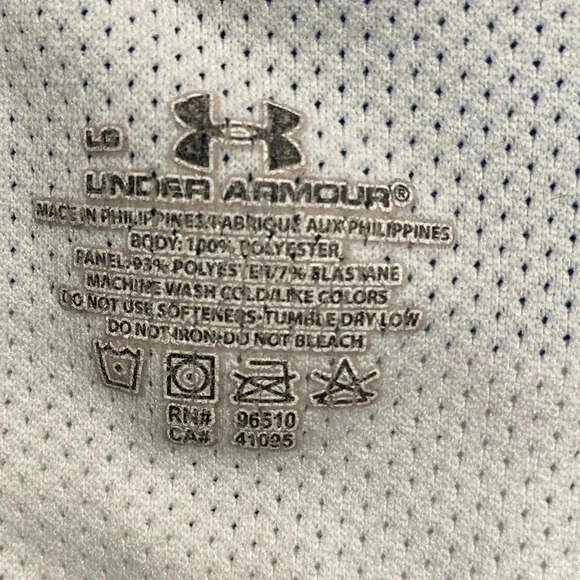 LG
UNDER ARMOUR®
MADE IN PHILIPPINES/FABRIQUÉ AUX PHILIPPINES
BODY: 100% POLYESTER
PANEL: 93% POLYESTER/7% ELASTANE
MACHINE WASH COLD/LIKE COLORS
DO NOT USE SOFTENERS·TUMBLE DRY LOW
DO NOT IRON·DO NOT BLEACH
RN# 96510
CA# 41095